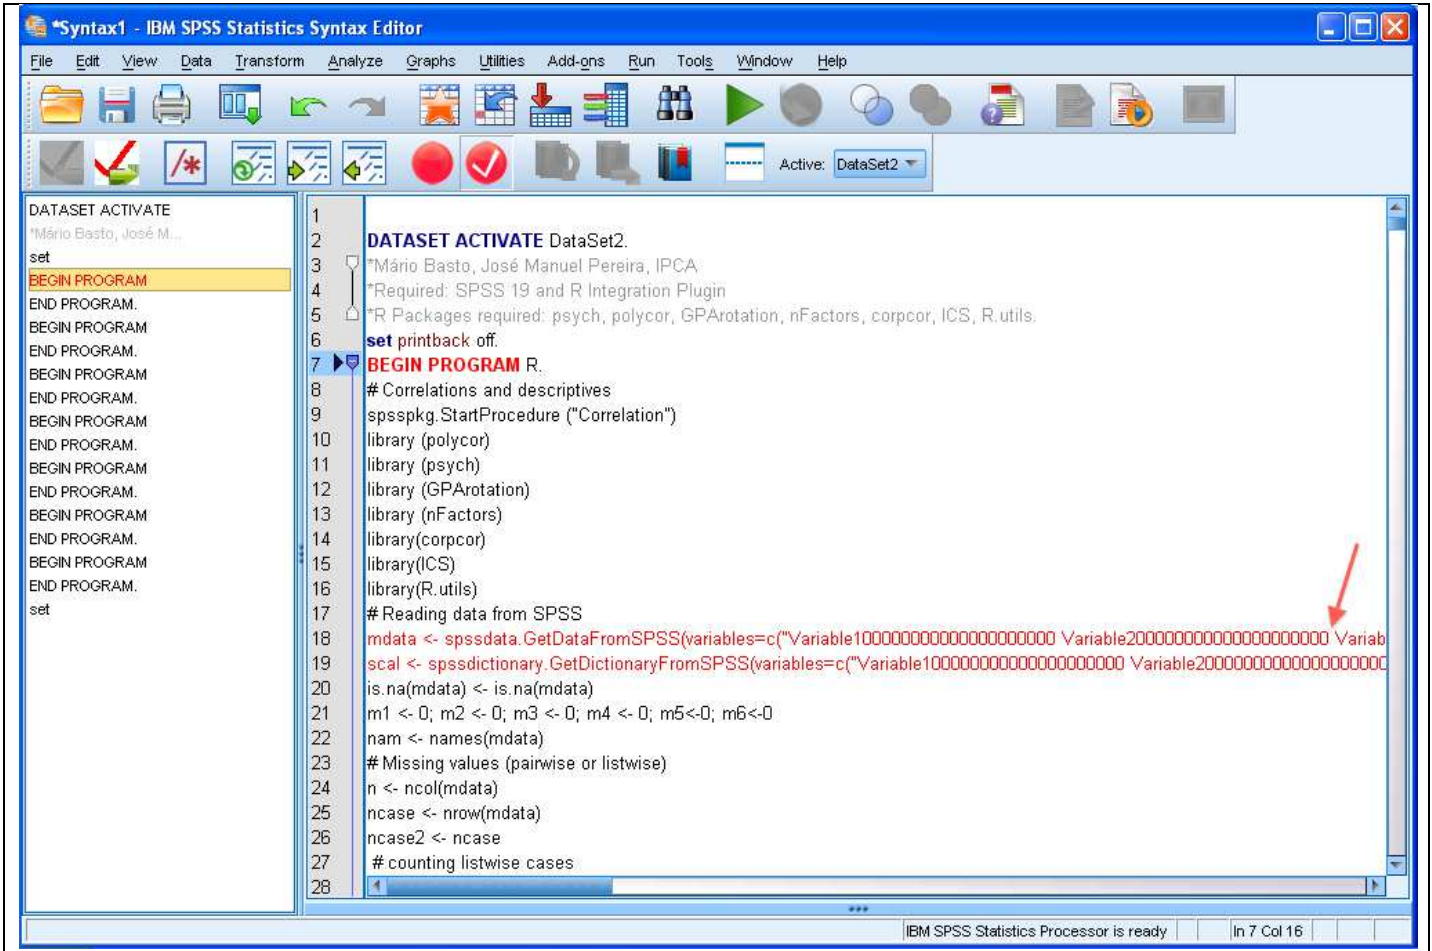 *Syntax1 - IBM SPSS Statistics Syntax Editor
File Edit View Data Transform Analyze Graphs Utilities Add-ons Run Tools Window Help
Active: DataSet2
DATASET ACTIVATE
*Mário Basto, José M...
set
BEGIN PROGRAM
END PROGRAM.
BEGIN PROGRAM
END PROGRAM.
BEGIN PROGRAM
END PROGRAM.
BEGIN PROGRAM
END PROGRAM.
BEGIN PROGRAM
END PROGRAM.
BEGIN PROGRAM
END PROGRAM.
BEGIN PROGRAM
END PROGRAM.
set
1
2 DATASET ACTIVATE DataSet2.
3 *Mário Basto, José Manuel Pereira, IPCA
4 *Required: SPSS 19 and R Integration Plugin
5 *R Packages required: psych, polycor, GPArotation, nFactors, corpcor, ICS, R.utils.
6 set printback off.
7 BEGIN PROGRAM R.
8 # Correlations and descriptives
9 spsspkg.StartProcedure ("Correlation")
10 library (polycor)
11 library (psych)
12 library (GPArotation)
13 library (nFactors)
14 library(corpcor)
15 library(ICS)
16 library(R.utils)
17 # Reading data from SPSS
18 mdata <- spssdata.GetDataFromSPSS(variables=c("Variable100000000000000000000 Variable200000000000000000000 Variab
19 scal <- spssdictionary.GetDictionaryFromSPSS(variables=c("Variable100000000000000000000 Variable20000000000000000000
20 is.na(mdata) <- is.na(mdata)
21 m1 <- 0; m2 <- 0; m3 <- 0; m4 <- 0; m5<-0; m6<-0
22 nam <- names(mdata)
23 # Missing values (pairwise or listwise)
24 n <- ncol(mdata)
25 ncase <- nrow(mdata)
26 ncase2 <- ncase
27 # counting listwise cases
28
IBM SPSS Statistics Processor is ready In 7 Col 16